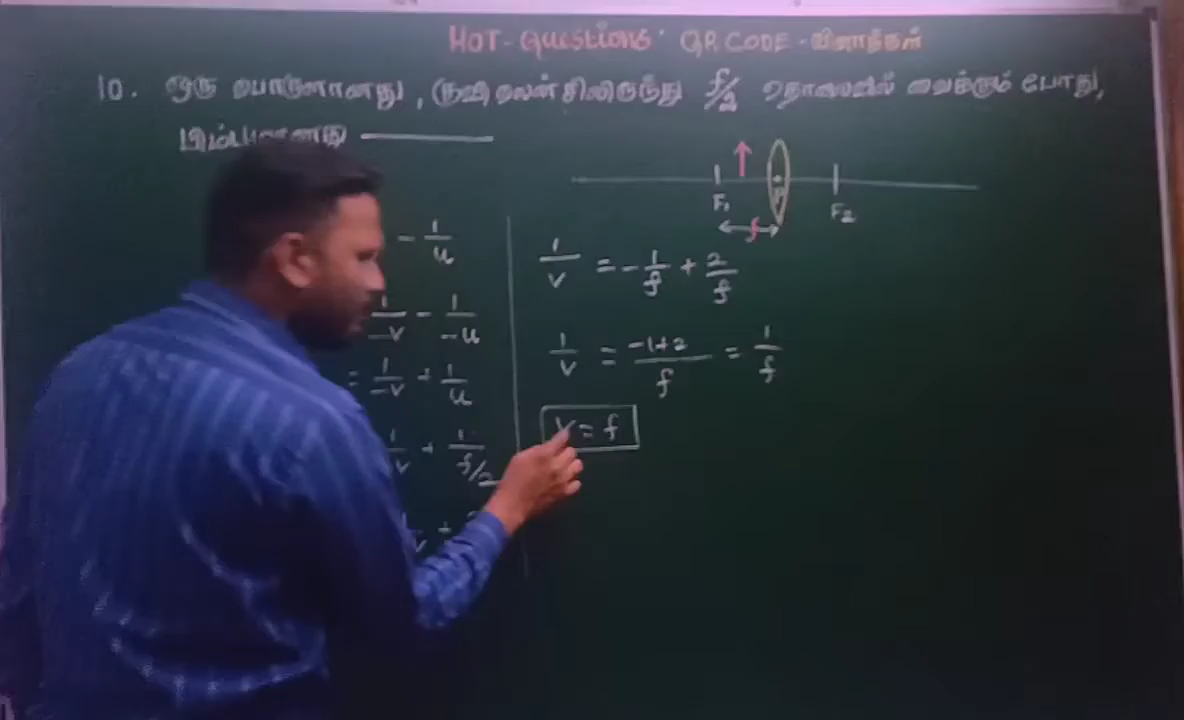 HOT - Questions' QR CODE - வினாக்கள்
10. ஒரு பொருளானது, குவி லென்சிலிருந்து f/2 தொலைவில் வைக்கும் போது,
பிம்பமானது ________
F₁ F₂
f
- 1/u
1/-v - 1/-u
= 1/-v + 1/u
1/v + 1/f/2
1/v = -1/f + 2/f
1/v = -1+2/f = 1/f
v = f